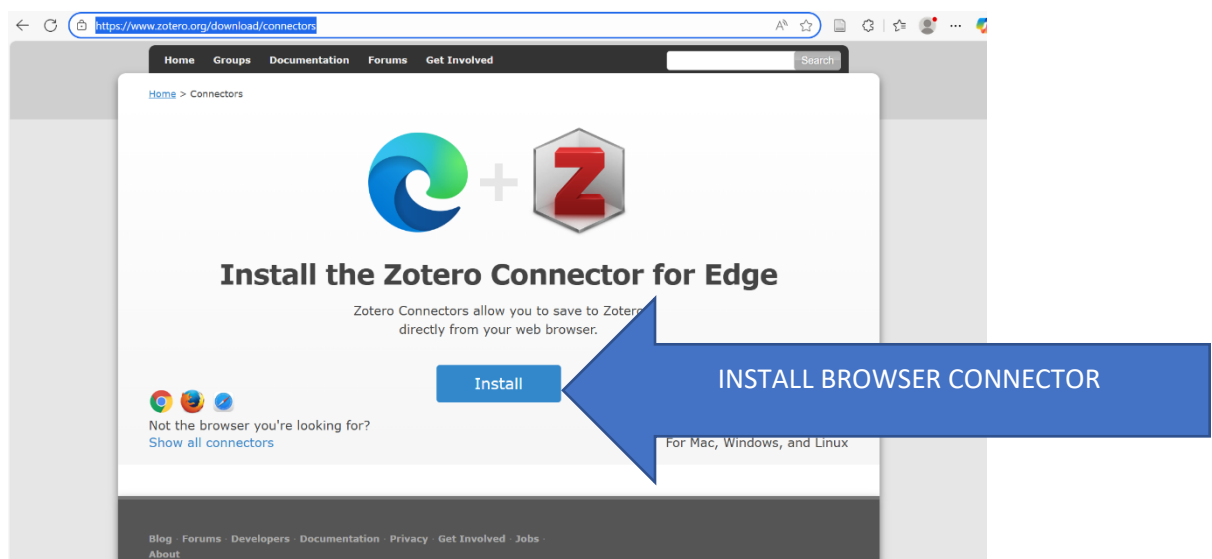 https://www.zotero.org/download/connectors
Home Groups Documentation Forums Get Involved
Search
Home > Connectors
Z
Install the Zotero Connector for Edge
Zotero Connectors allow you to save to Zotero
directly from your web browser.
Install
INSTALL BROWSER CONNECTOR
Not the browser you're looking for?
Show all connectors
For Mac, Windows, and Linux
Blog · Forums · Developers · Documentation · Privacy · Get Involved · Jobs ·
About